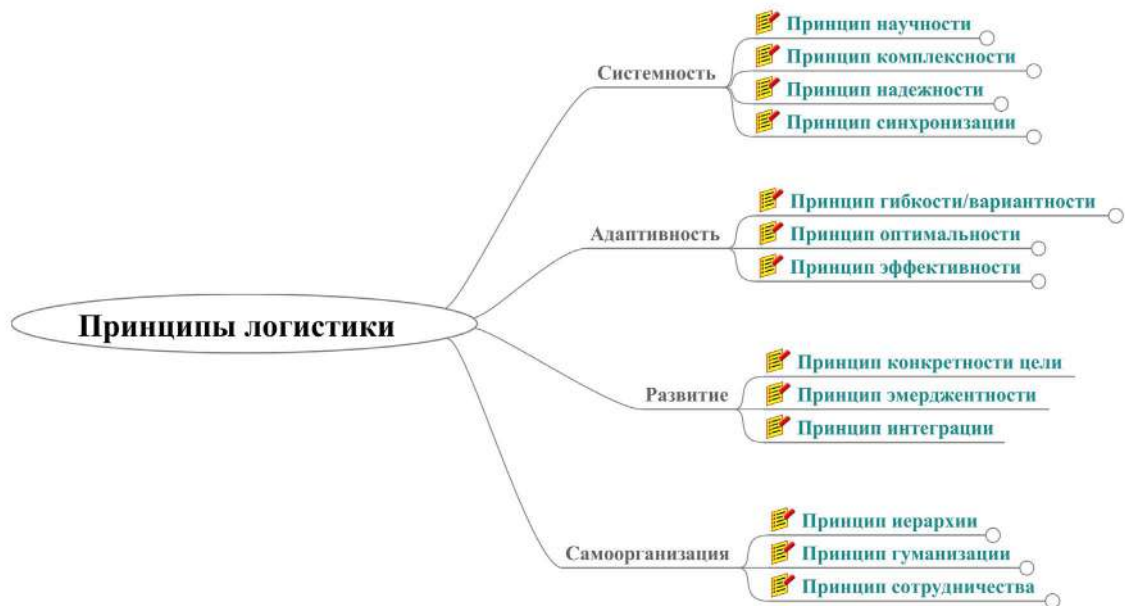 Принцип научности
Принцип комплексности
Системность
Принцип надежности
Принцип синхронизации
Принцип гибкости/вариантности
Адаптивность
Принцип оптимальности
Принцип эффективности
Принципы логистики
Принцип конкретности цели
Развитие
Принцип эмерджентности
Принцип интеграции
Принцип иерархии
Самоорганизация
Принцип гуманизации
Принцип сотрудничества